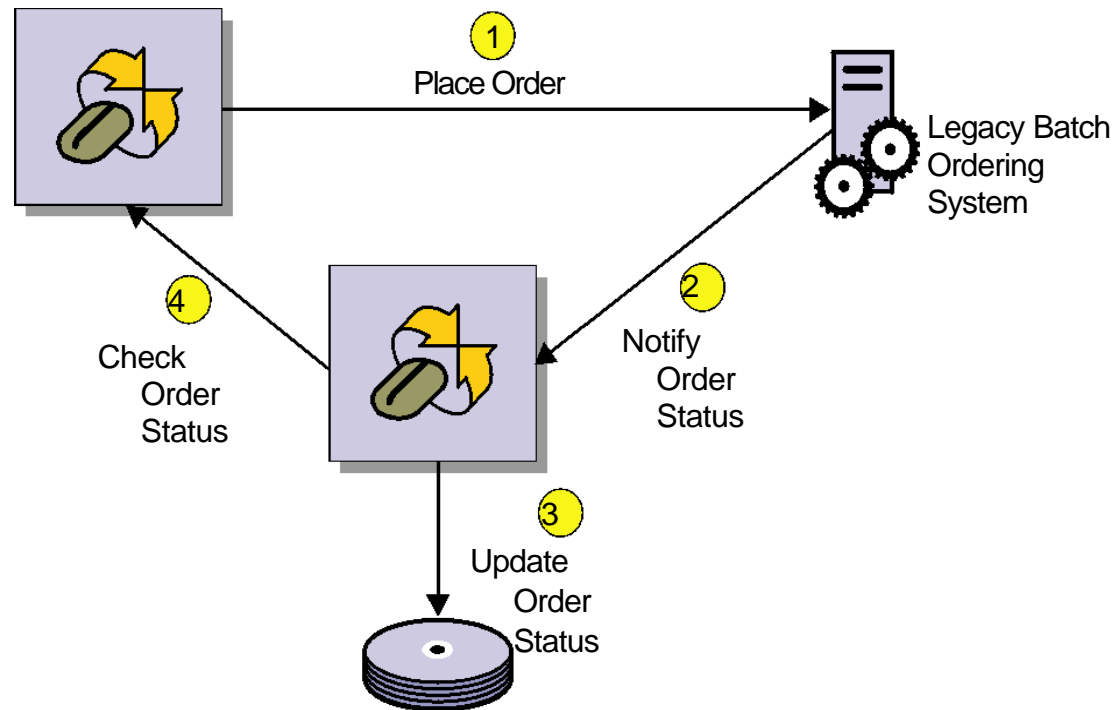 1
Place Order
Legacy Batch
Ordering
System
2
Notify
Order
Status
4
Check
Order
Status
3
Update
Order
Status